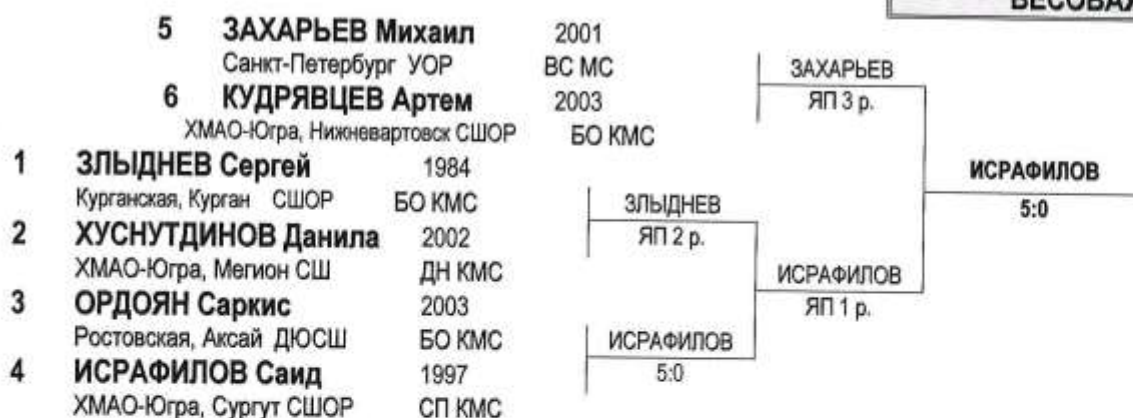 ВЕСОВАЯ
5 ЗАХАРЬЕВ Михаил 2001
Санкт-Петербург УОР ВС МС
ЗАХАРЬЕВ
ЯП 3 р.
6 КУДРЯВЦЕВ Артем 2003
ХМАО-Югра, Нижневартовск СШОР БО КМС
1 ЗЛЫДНЕВ Сергей 1984
Курганская, Курган СШОР БО КМС
ИСРАФИЛОВ
5:0
ЗЛЫДНЕВ
ЯП 2 р.
2 ХУСНУТДИНОВ Данила 2002
ХМАО-Югра, Мегион СШ ДН КМС
ИСРАФИЛОВ
ЯП 1 р.
3 ОРДОЯН Саркис 2003
Ростовская, Аксай ДЮСШ БО КМС
ИСРАФИЛОВ
5:0
4 ИСРАФИЛОВ Саид 1997
ХМАО-Югра, Сургут СШОР СП КМС